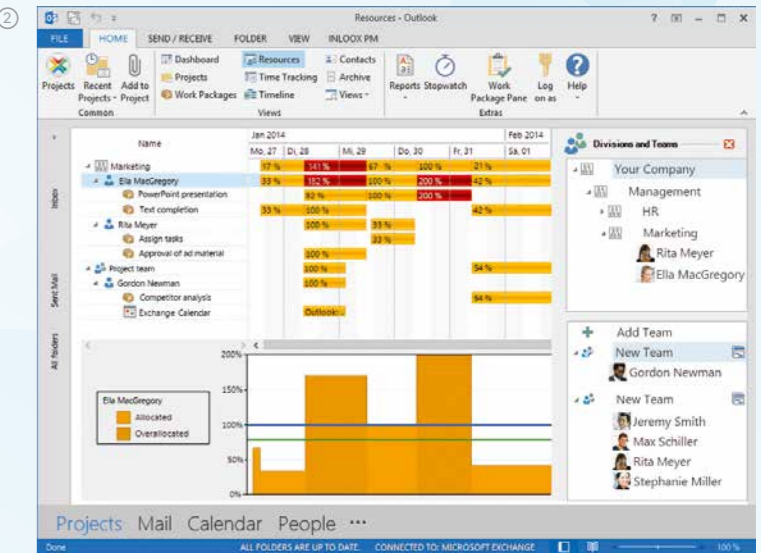 2
Resources - Outlook
FILE HOME SEND / RECEIVE FOLDER VIEW INLOOX PM
Dashboard Resources Contacts
Projects Time Tracking Archive
Work Packages Timeline Views
Projects Recent Projects Add to Project Reports Stopwatch Work Package Pane Log on as Help
Common Views Extras
Inbox
Sent Mail
All folders
Name
Jan 2014 Feb 2014
Mo, 27 Di, 28 Mi, 29 Do, 30 Fr, 31 Sa, 01
Marketing 17 % 141 % 67 % 100 % 21 %
Ella MacGregory 33 % 100 % 200 % 42 %
PowerPoint presentation 92 % 100 % 200 %
Text completion 33 % 100 % 42 %
Rita Meyer 100 % 33 %
Assign tasks 33 %
Approval of ad material 100 %
Project team 100 % 54 %
Gordon Newman 100 %
Competitor analysis 54 %
Exchange Calendar Outlook...
200%
150%
100%
50%
0%
Ella MacGregory
Allocated
Overallocated
Divisions and Teams
Your Company
Management
HR
Marketing
Rita Meyer
Ella MacGregory
Add Team
New Team
Gordon Newman
New Team
Jeremy Smith
Max Schiller
Rita Meyer
Stephanie Miller
Projects Mail Calendar People ...
Done ALL FOLDERS ARE UP TO DATE. CONNECTED TO: MICROSOFT EXCHANGE 100 %